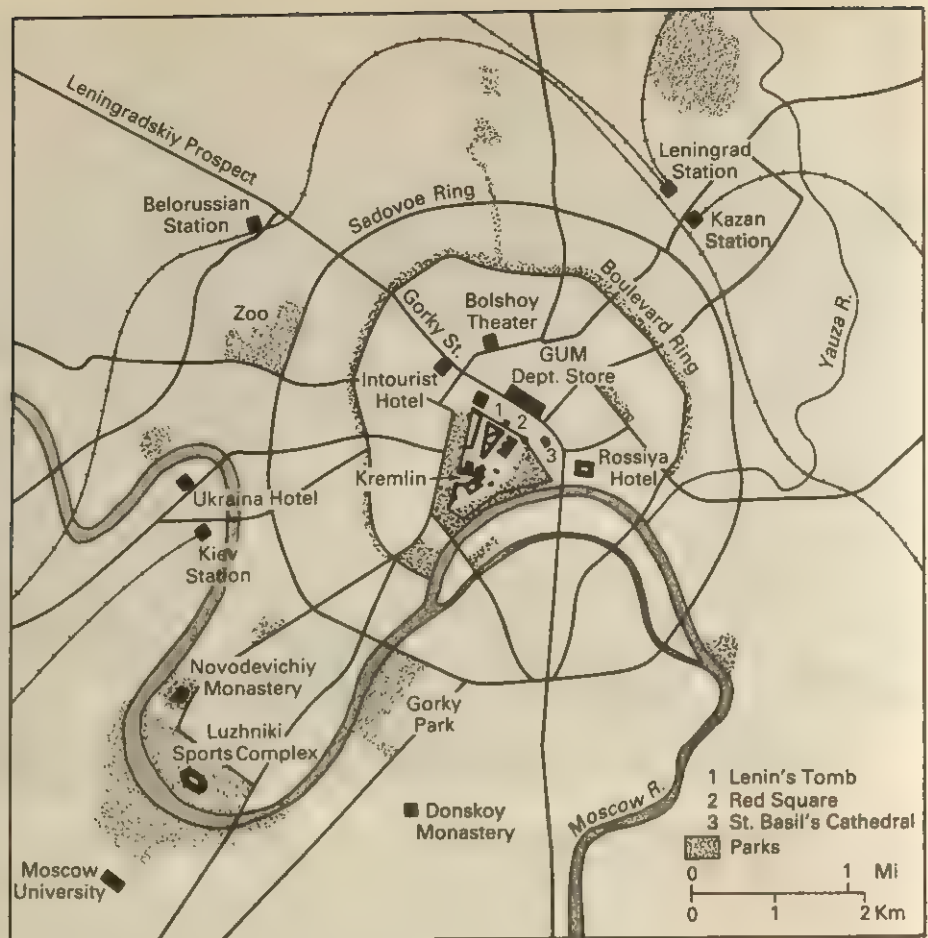 Leningradskiy Prospect
Leningrad
Station
Belorussian
Station
Sadovoe Ring
Kazan
Station
Boulevard Ring
Zoo
Gorky St.
Bolshoy
Theater
Yauza R.
GUM
Dept. Store
Intourist
Hotel
1
2
3
Kremlin
Rossiya
Hotel
Ukraina Hotel
Kiev
Station
Novodevichiy
Monastery
Gorky
Park
Luzhniki
Sports Complex
Donskoy
Monastery
Moscow R.
Moscow
University
1 Lenin's Tomb
2 Red Square
3 St. Basil's Cathedral
Parks
0 1 Mi
0 1 2 Km